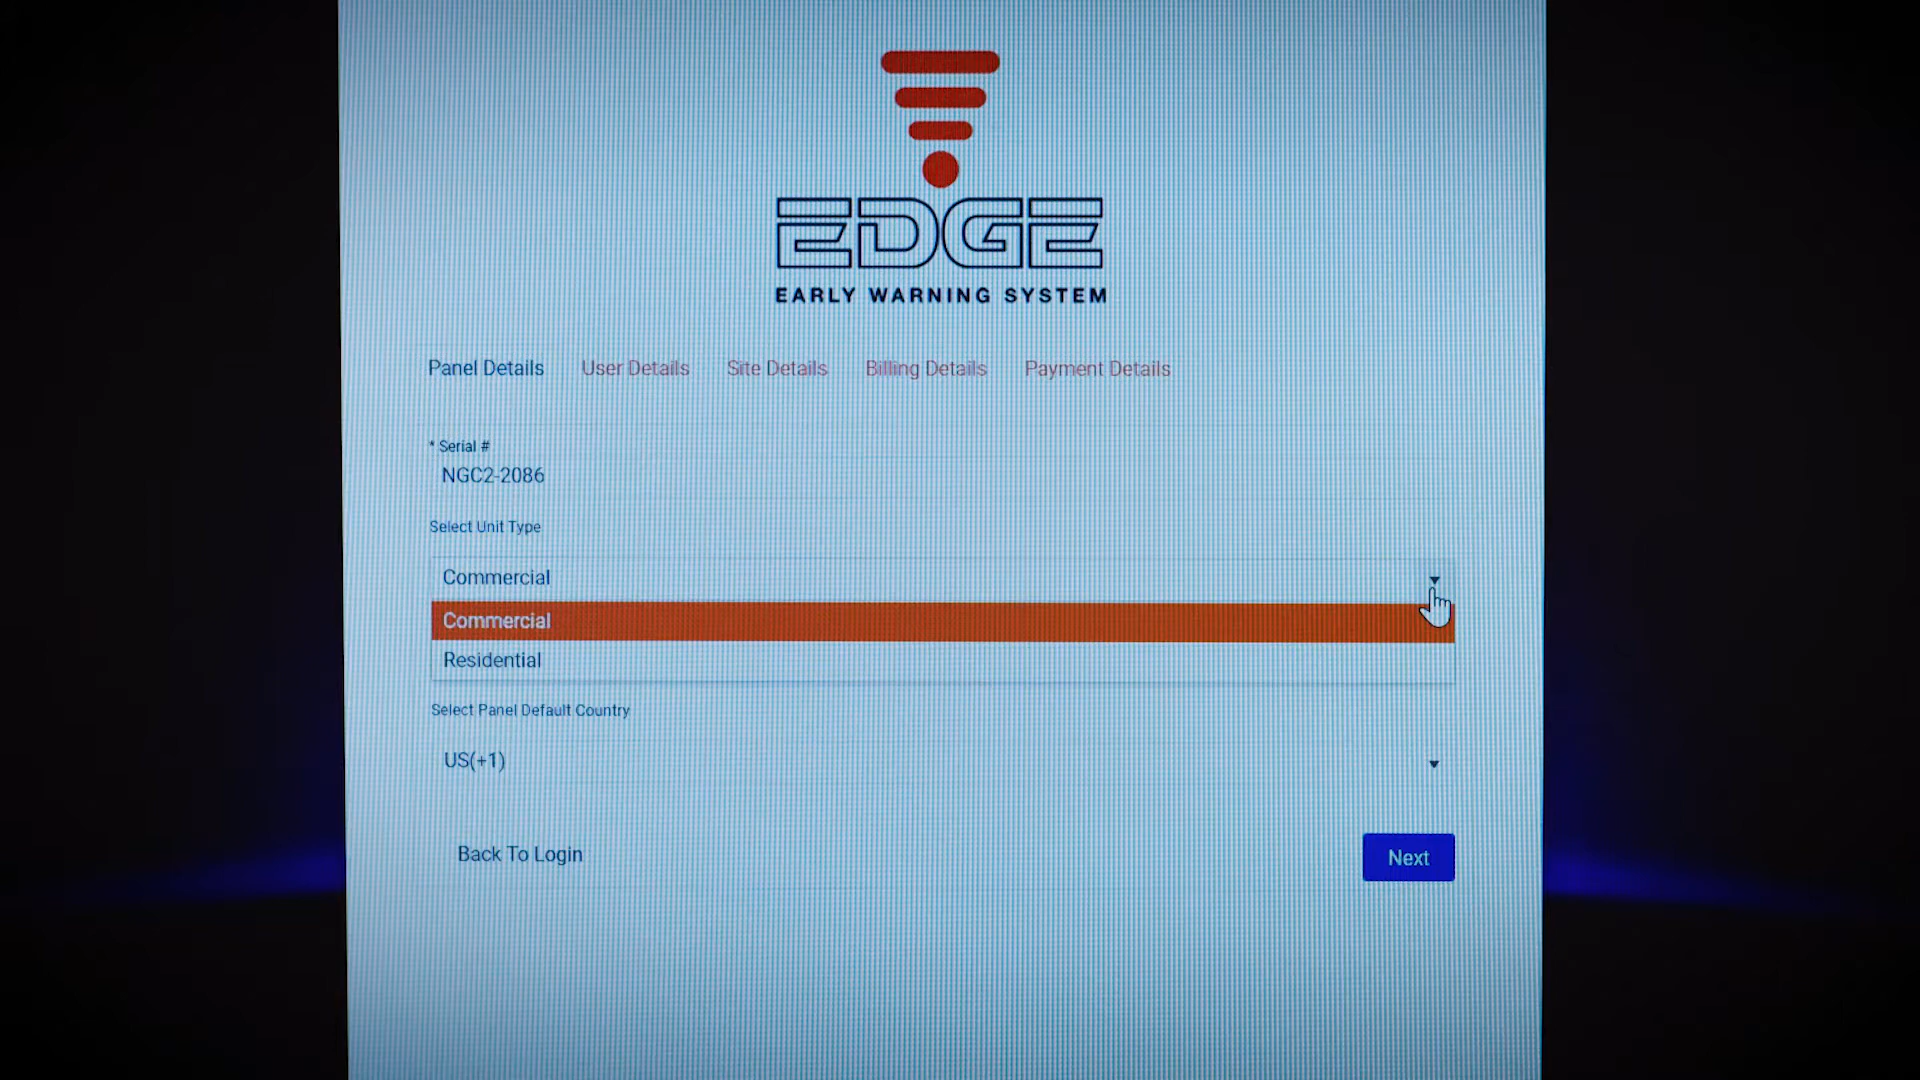 EDGE
EARLY WARNING SYSTEM
Panel Details User Details Site Details Billing Details Payment Details
* Serial #
NGC2-2086
Select Unit Type
Commercial
Commercial
Residential
Select Panel Default Country
US(+1)
Back To Login
Next